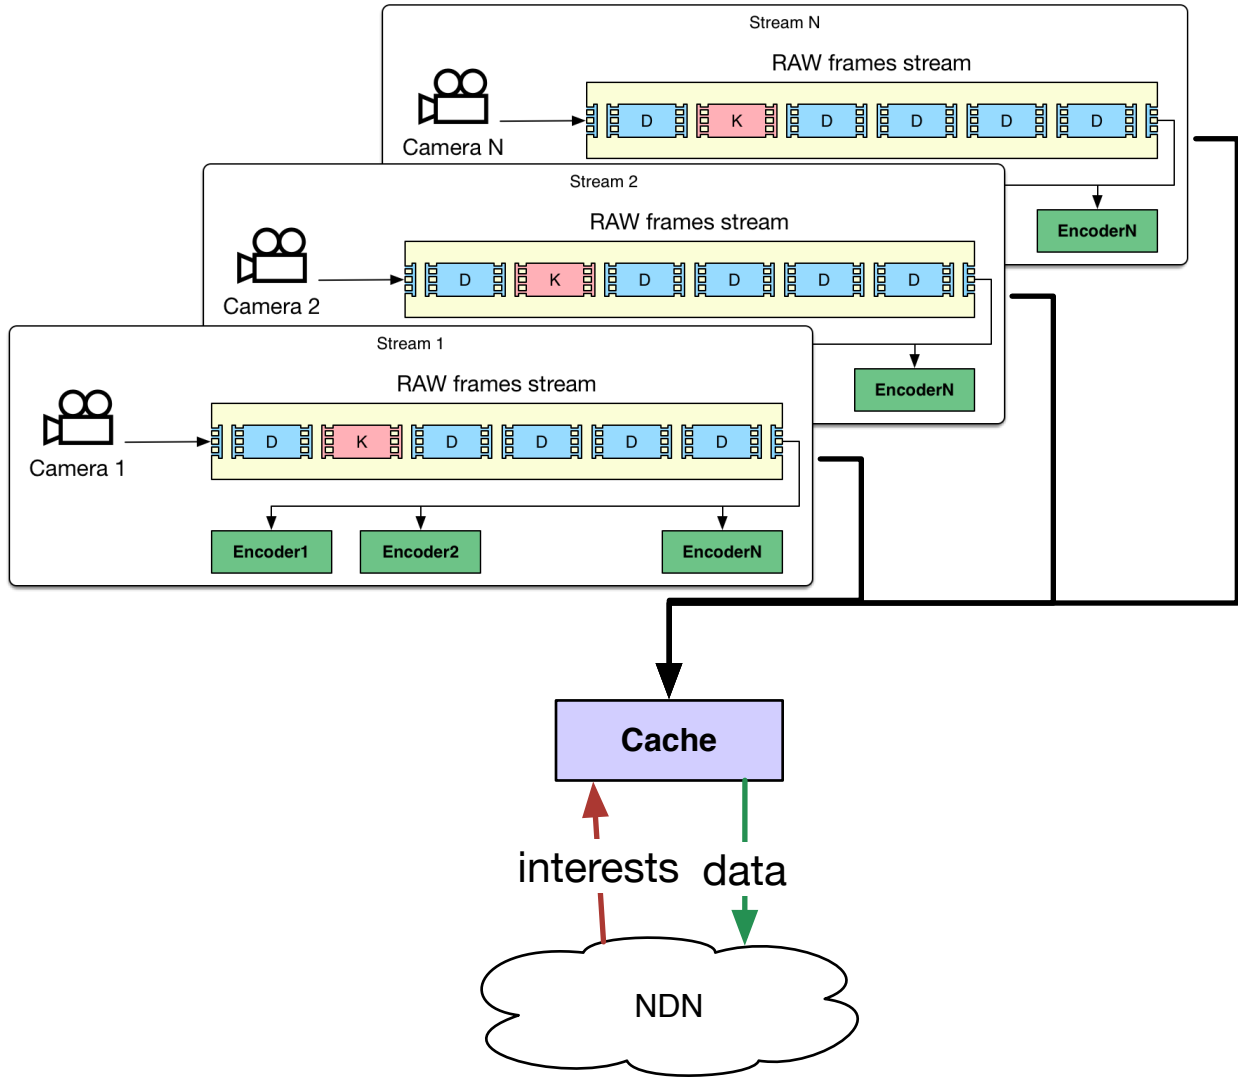 Stream N
RAW frames stream
D K D D D D
Camera N
EncoderN
Stream 2
RAW frames stream
D K D D D D
Camera 2
EncoderN
Stream 1
RAW frames stream
D K D D D D
Camera 1
Encoder1 Encoder2 EncoderN
Cache
interests data
NDN